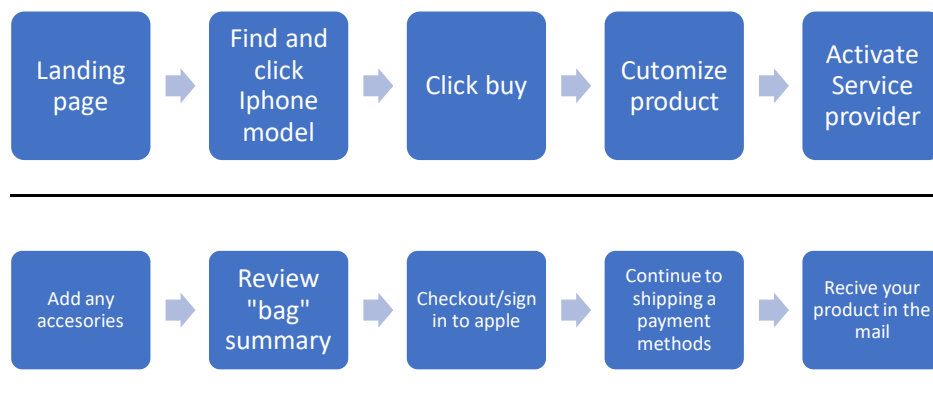 Landing
page
Find and
click
Iphone
model
Click buy
Cutomize
product
Activate
Service
provider
Add any
accesories
Review
"bag"
summary
Checkout/sign
in to apple
Continue to
shipping a
payment
methods
Recive your
product in the
mail